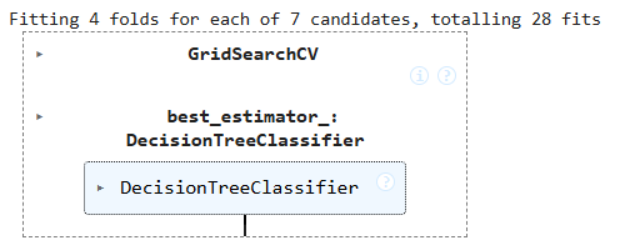 Fitting 4 folds for each of 7 candidates, totalling 28 fits
GridSearchCV
i ?
best_estimator_:
DecisionTreeClassifier
DecisionTreeClassifier ?